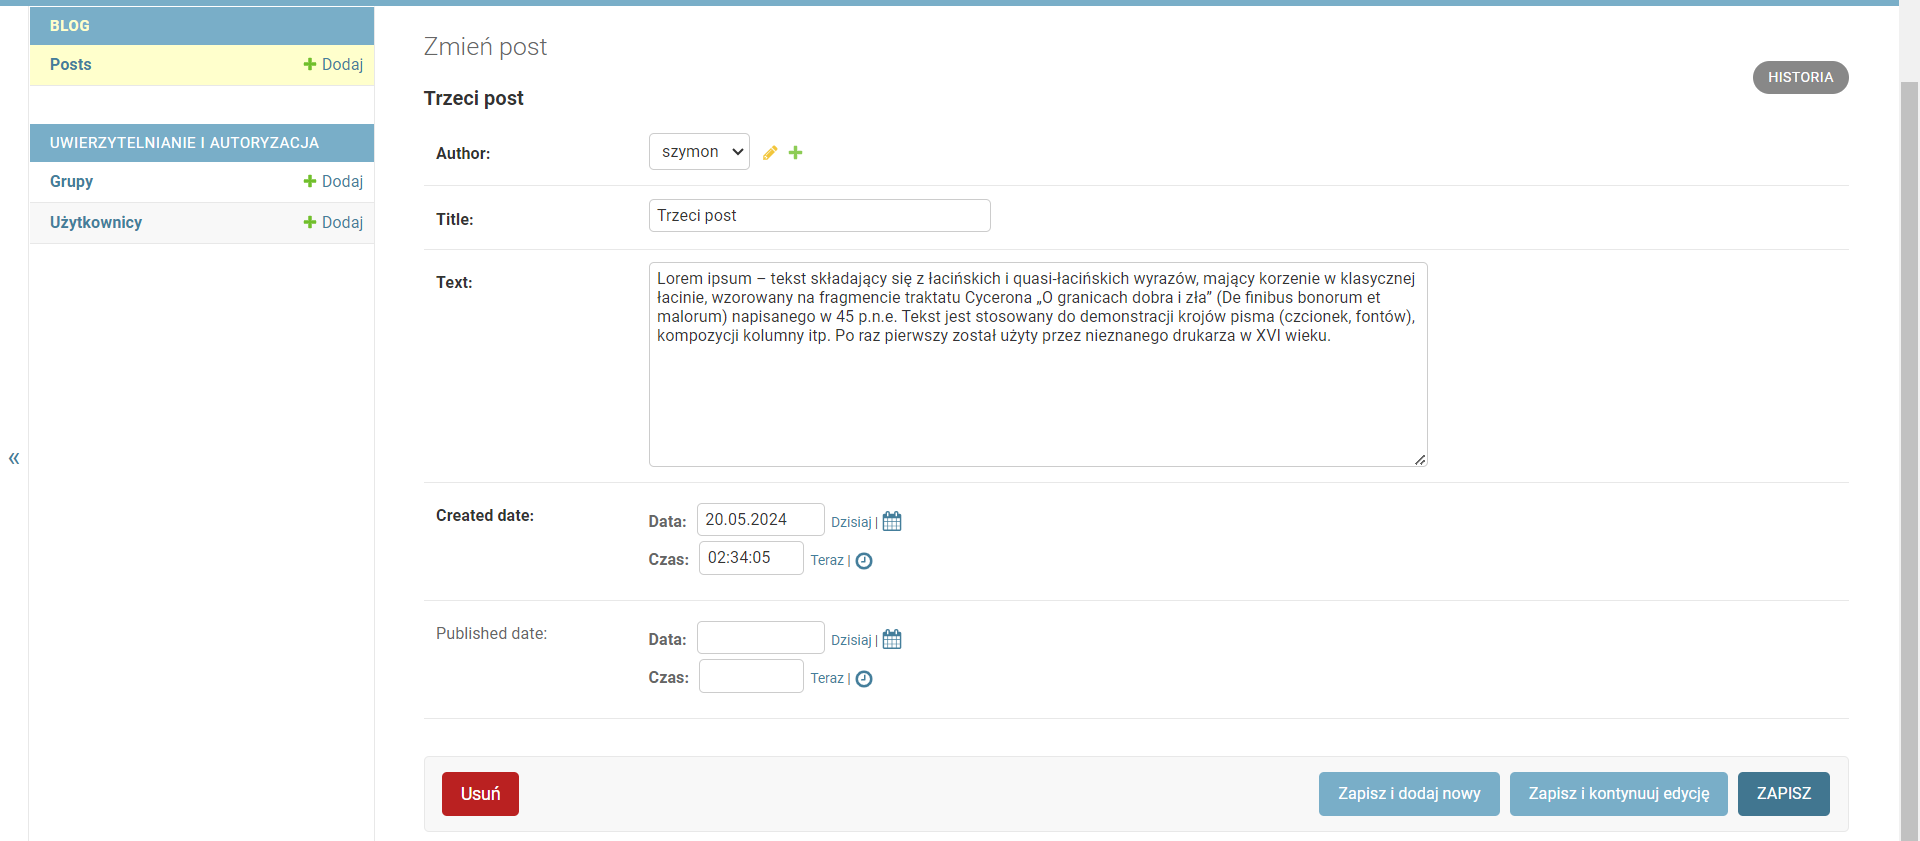 BLOG
Posts
Dodaj
UWIERZYTELNIANIE I AUTORYZACJA
Grupy
Dodaj
Użytkownicy
Dodaj
«
Zmień post
HISTORIA
Trzeci post
Author:
szymon
Title:
Trzeci post
Text:
Lorem ipsum – tekst składający się z łacińskich i quasi-łacińskich wyrazów, mający korzenie w klasycznej
łacinie, wzorowany na fragmencie traktatu Cycerona „O granicach dobra i zła” (De finibus bonorum et
malorum) napisanego w 45 p.n.e. Tekst jest stosowany do demonstracji krojów pisma (czcionek, fontów),
kompozycji kolumny itp. Po raz pierwszy został użyty przez nieznanego drukarza w XVI wieku.
Created date:
Data: 20.05.2024 Dzisiaj |
Czas: 02:34:05 Teraz |
Published date:
Data: Dzisiaj |
Czas: Teraz |
Usuń
Zapisz i dodaj nowy
Zapisz i kontynuuj edycję
ZAPISZ